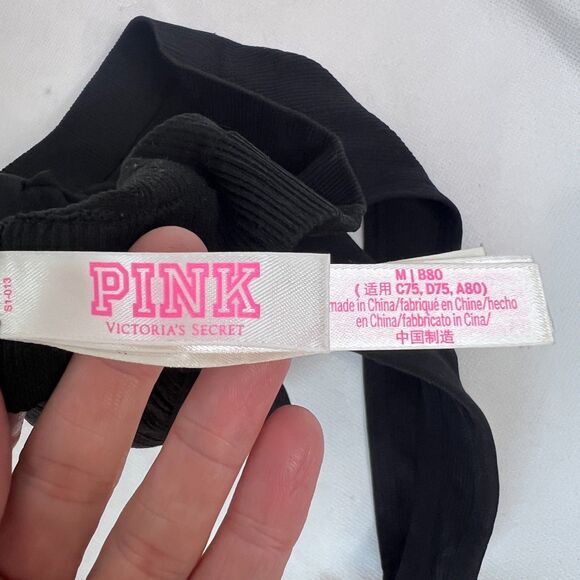 PINK
VICTORIA'S SECRET
S1-013
M | B80
( 适用 C75, D75, A80)
made in China/fabriqué en Chine/hecho
en China/fabbricato in Cina/
中国制造